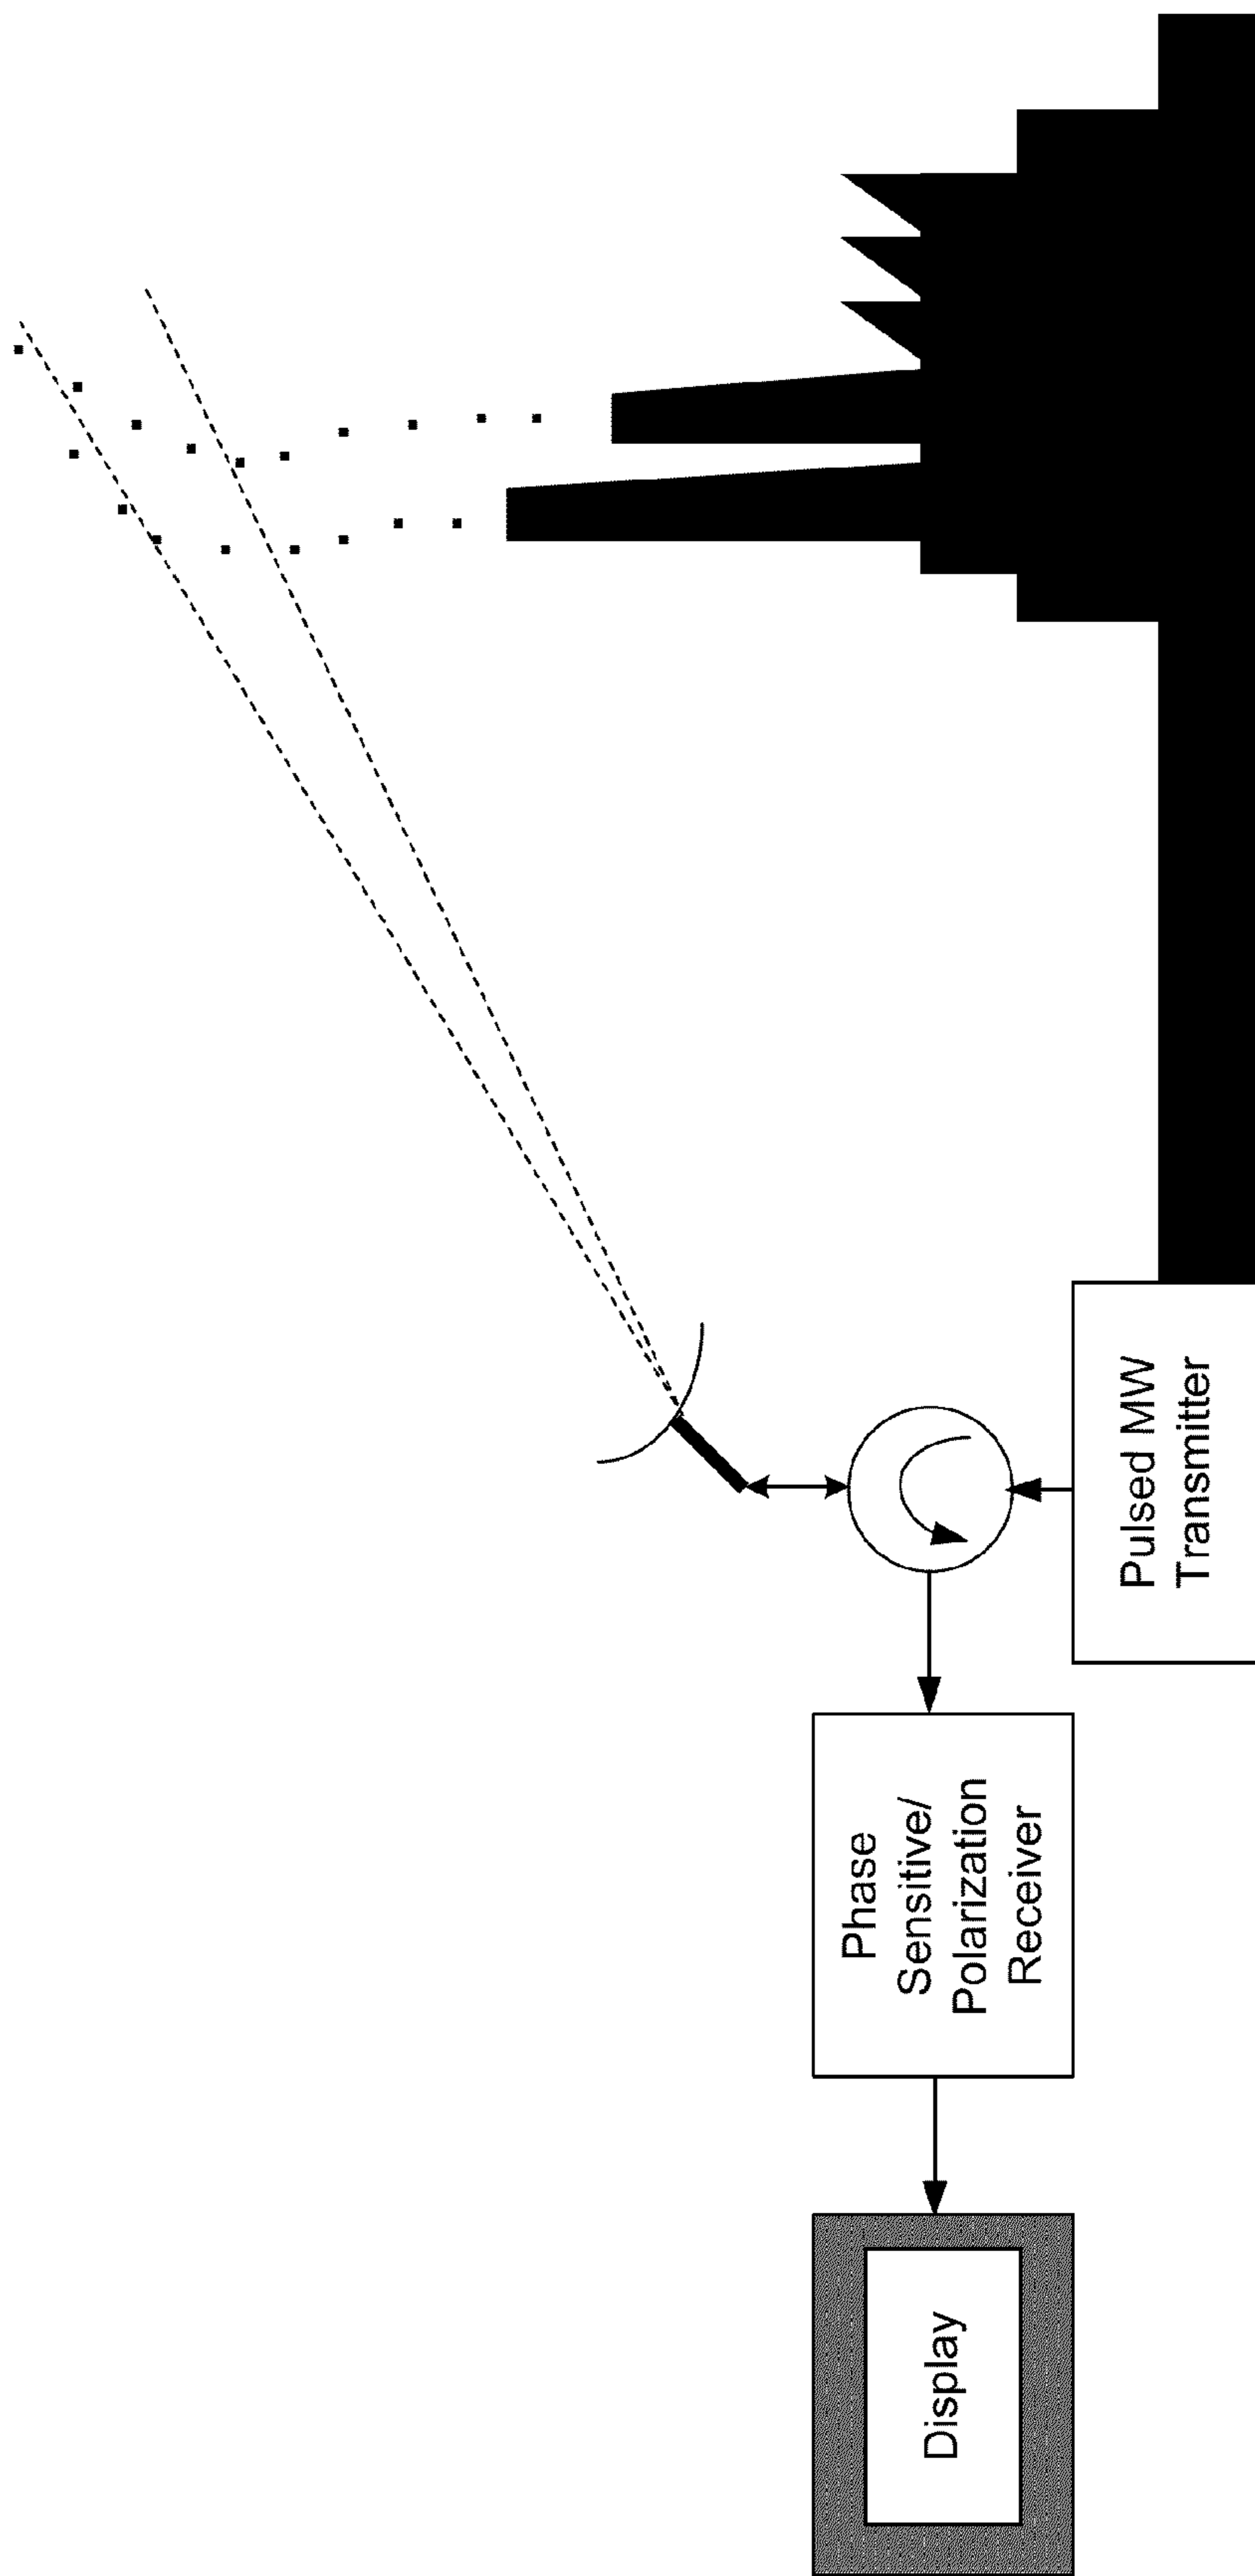 Display
Phase
Sensitive/
Polarization
Receiver
Pulsed MW
Transmitter